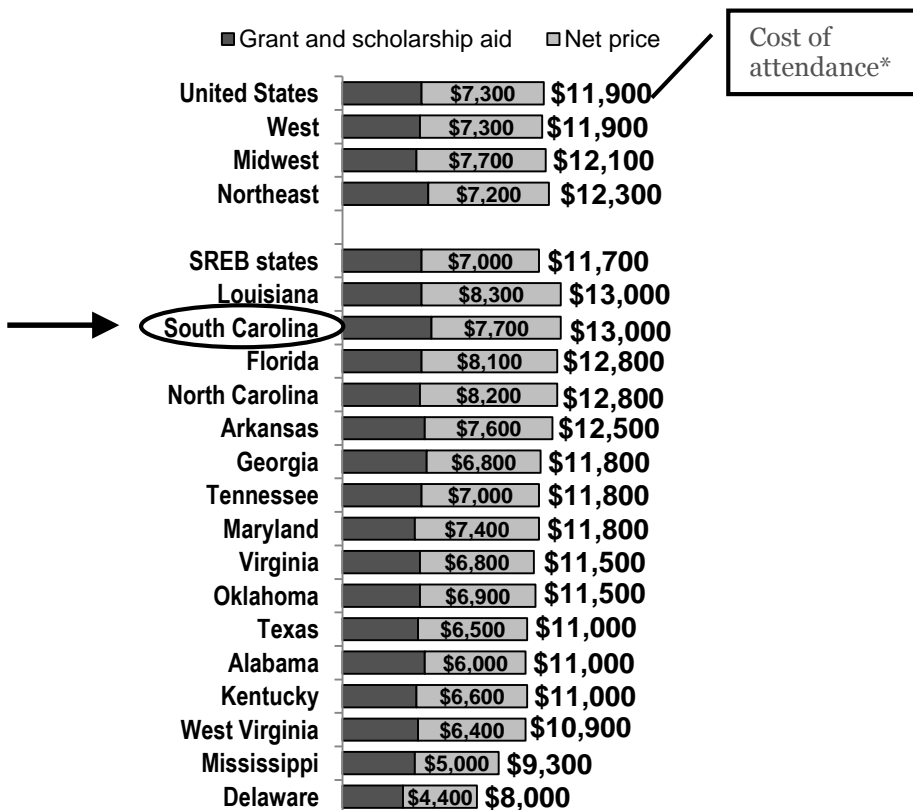 Grant and scholarship aid Net price
Cost of
attendance*
United States $7,300 $11,900
West $7,300 $11,900
Midwest $7,700 $12,100
Northeast $7,200 $12,300
SREB states $7,000 $11,700
Louisiana $8,300 $13,000
South Carolina $7,700 $13,000
Florida $8,100 $12,800
North Carolina $8,200 $12,800
Arkansas $7,600 $12,500
Georgia $6,800 $11,800
Tennessee $7,000 $11,800
Maryland $7,400 $11,800
Virginia $6,800 $11,500
Oklahoma $6,900 $11,500
Texas $6,500 $11,000
Alabama $6,000 $11,000
Kentucky $6,600 $11,000
West Virginia $6,400 $10,900
Mississippi $5,000 $9,300
Delaware $4,400 $8,000